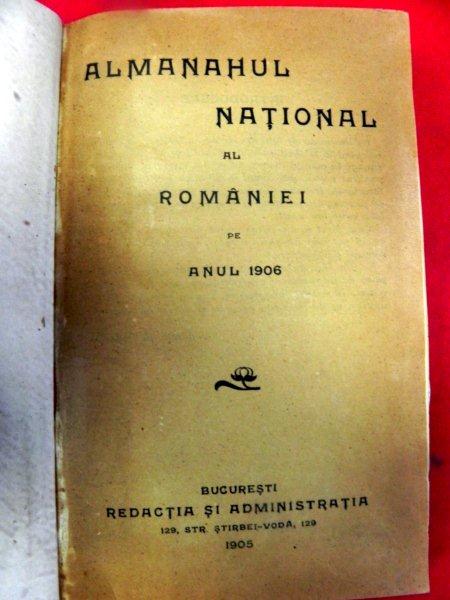 ALMANAHUL
NAȚIONAL
AL
ROMÂNIEI
PE
ANUL 1906
BUCUREȘTI
REDACȚIA ȘI ADMINISTRAȚIA
129, STR. ȘTIRBEI-VODĂ, 129
1905